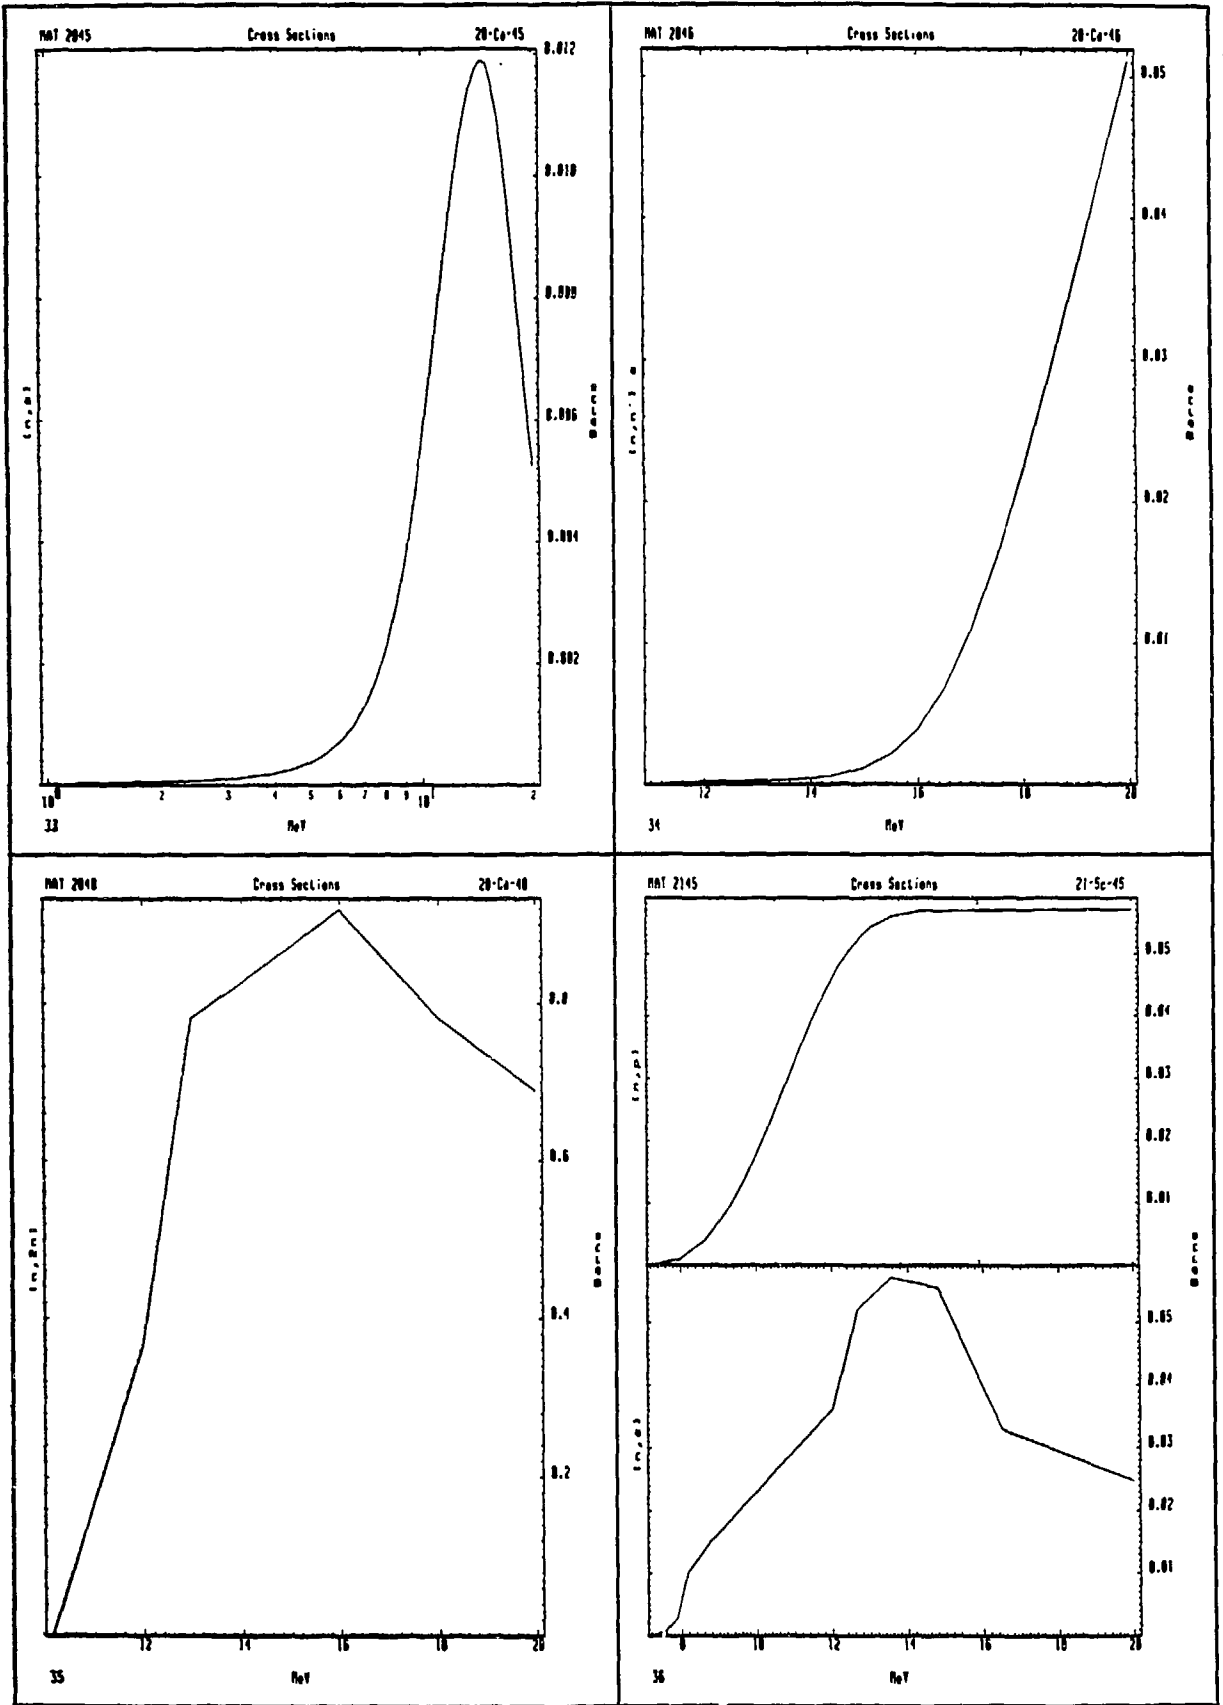 MAT 2045 Cross Sections 20-Ca-45
0.012
0.010
0.008
0.006
0.004
0.002
Barns
10⁰ 2 3 4 5 6 7 8 9 10¹ 2
33 MeV
MAT 2046 Cross Sections 20-Ca-46
0.05
0.04
0.03
0.02
0.01
Barns
12 14 16 18 20
34 MeV
MAT 2048 Cross Sections 20-Ca-48
(n,2n)
0.8
0.6
0.4
0.2
Barns
12 14 16 18 20
35 MeV
MAT 2145 Cross Sections 21-Sc-45
(n,p)
0.05
0.04
0.03
0.02
0.01
Barns
0.05
0.04
0.03
0.02
0.01
8 10 12 14 16 18 20
36 MeV